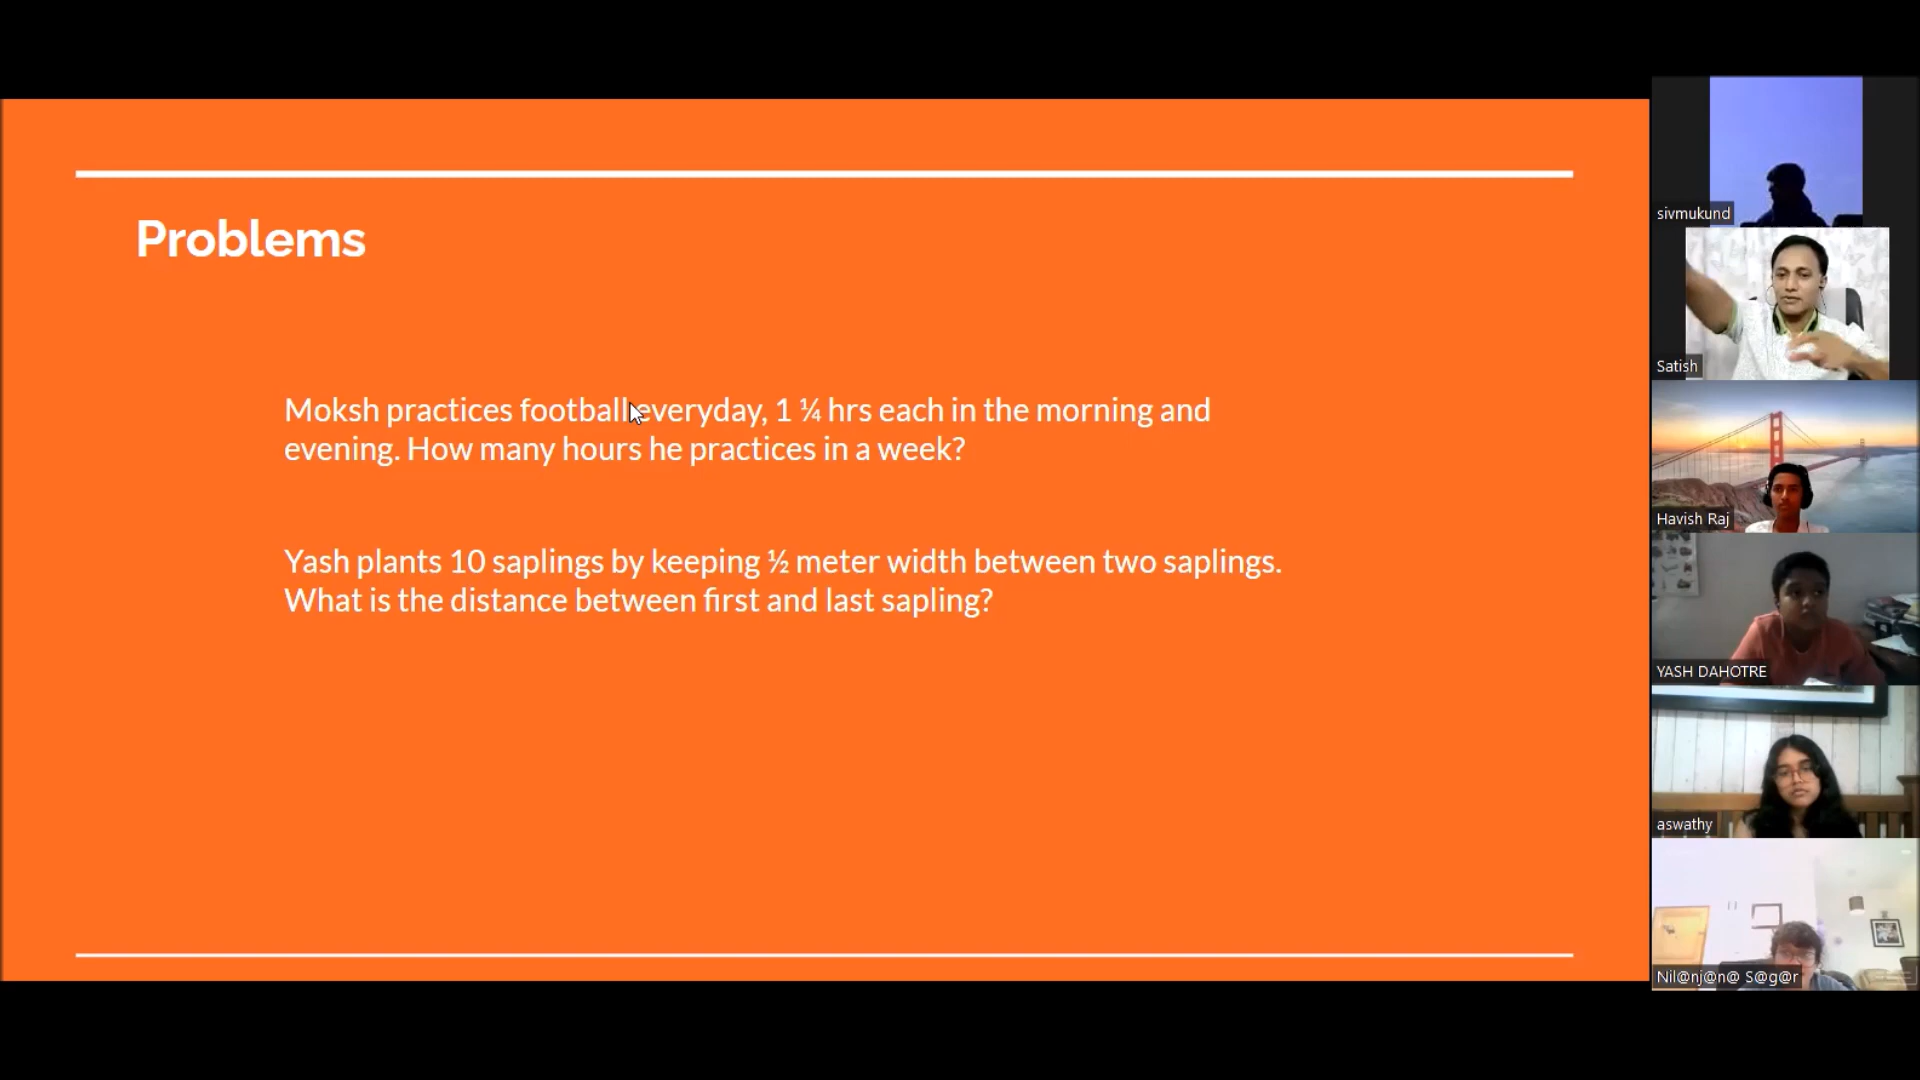 Problems
Moksh practices football everyday, 1 ¼ hrs each in the morning and
evening. How many hours he practices in a week?
Yash plants 10 saplings by keeping ½ meter width between two saplings.
What is the distance between first and last sapling?
sivmukund
Satish
Havish Raj
YASH DAHOTRE
aswathy
Nil@nj@n@ S@g@r